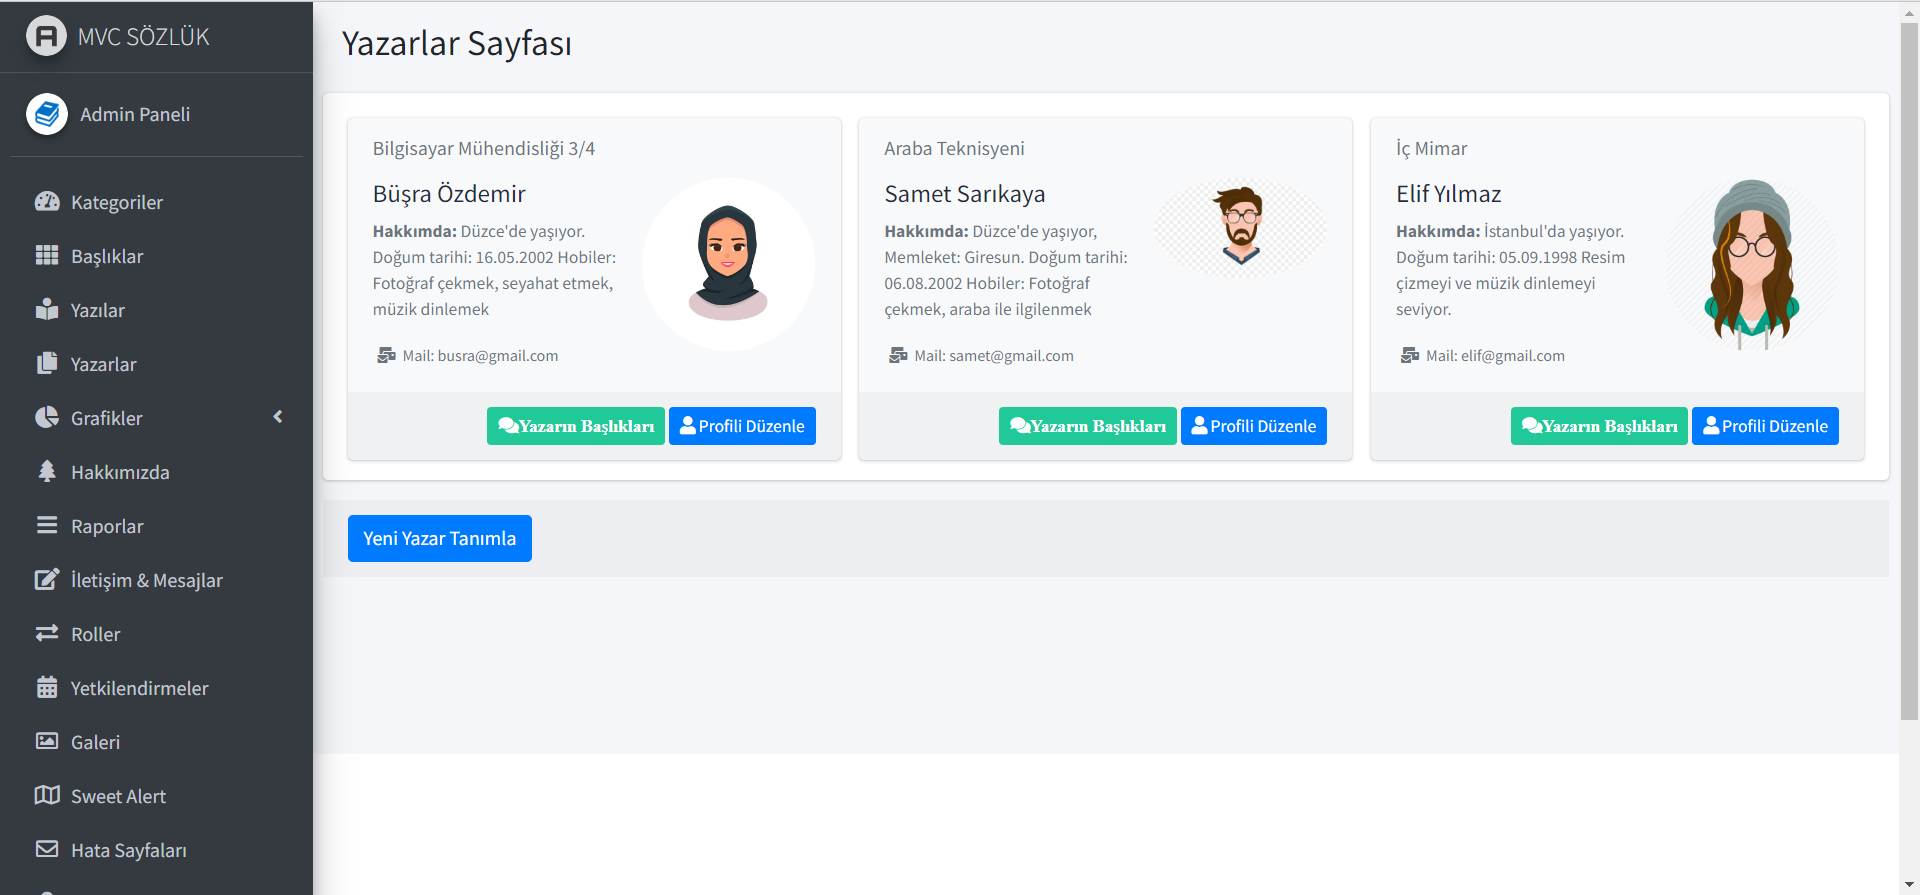 MVC SÖZLÜK
Admin Paneli
Kategoriler
Başlıklar
Yazılar
Yazarlar
Grafikler
Hakkımızda
Raporlar
İletişim & Mesajlar
Roller
Yetkilendirmeler
Galeri
Sweet Alert
Hata Sayfaları
Yazarlar Sayfası
Bilgisayar Mühendisliği 3/4
Büşra Özdemir
Hakkımda: Düzce'de yaşıyor.
Doğum tarihi: 16.05.2002 Hobiler:
Fotoğraf çekmek, seyahat etmek,
müzik dinlemek
Mail: busra@gmail.com
Yazarın Başlıkları
Profili Düzenle
Araba Teknisyeni
Samet Sarıkaya
Hakkımda: Düzce'de yaşıyor,
Memleket: Giresun. Doğum tarihi:
06.08.2002 Hobiler: Fotoğraf
çekmek, araba ile ilgilenmek
Mail: samet@gmail.com
Yazarın Başlıkları
Profili Düzenle
İç Mimar
Elif Yılmaz
Hakkımda: İstanbul'da yaşıyor.
Doğum tarihi: 05.09.1998 Resim
çizmeyi ve müzik dinlemeyi
seviyor.
Mail: elif@gmail.com
Yazarın Başlıkları
Profili Düzenle
Yeni Yazar Tanımla